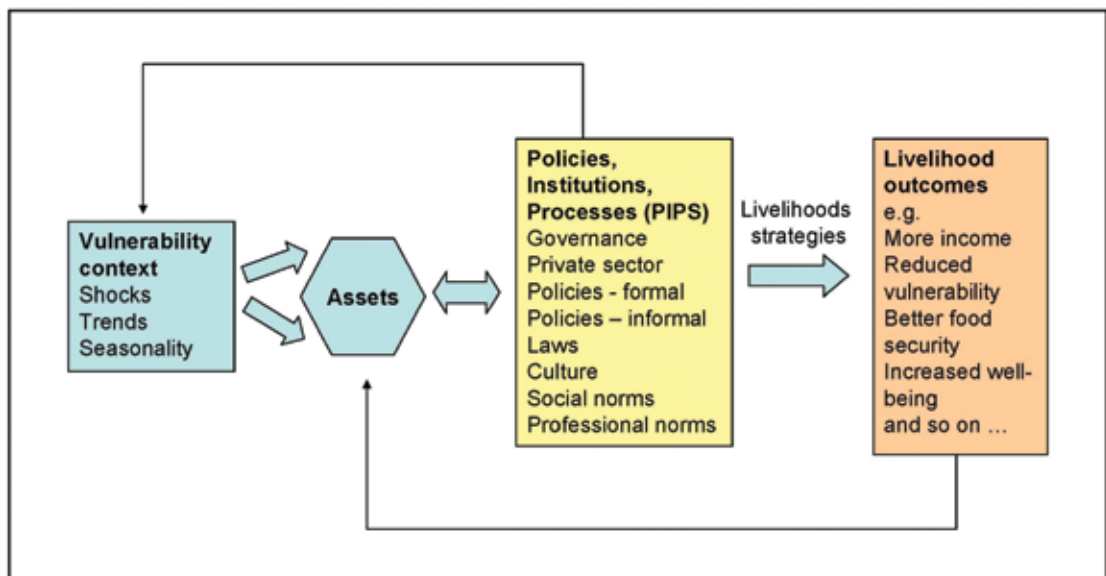 Vulnerability
context
Shocks
Trends
Seasonality
Assets
Policies,
Institutions,
Processes (PIPS)
Governance
Private sector
Policies - formal
Policies – informal
Laws
Culture
Social norms
Professional norms
Livelihoods
strategies
Livelihood
outcomes
e.g.
More income
Reduced
vulnerability
Better food
security
Increased well-
being
and so on ...